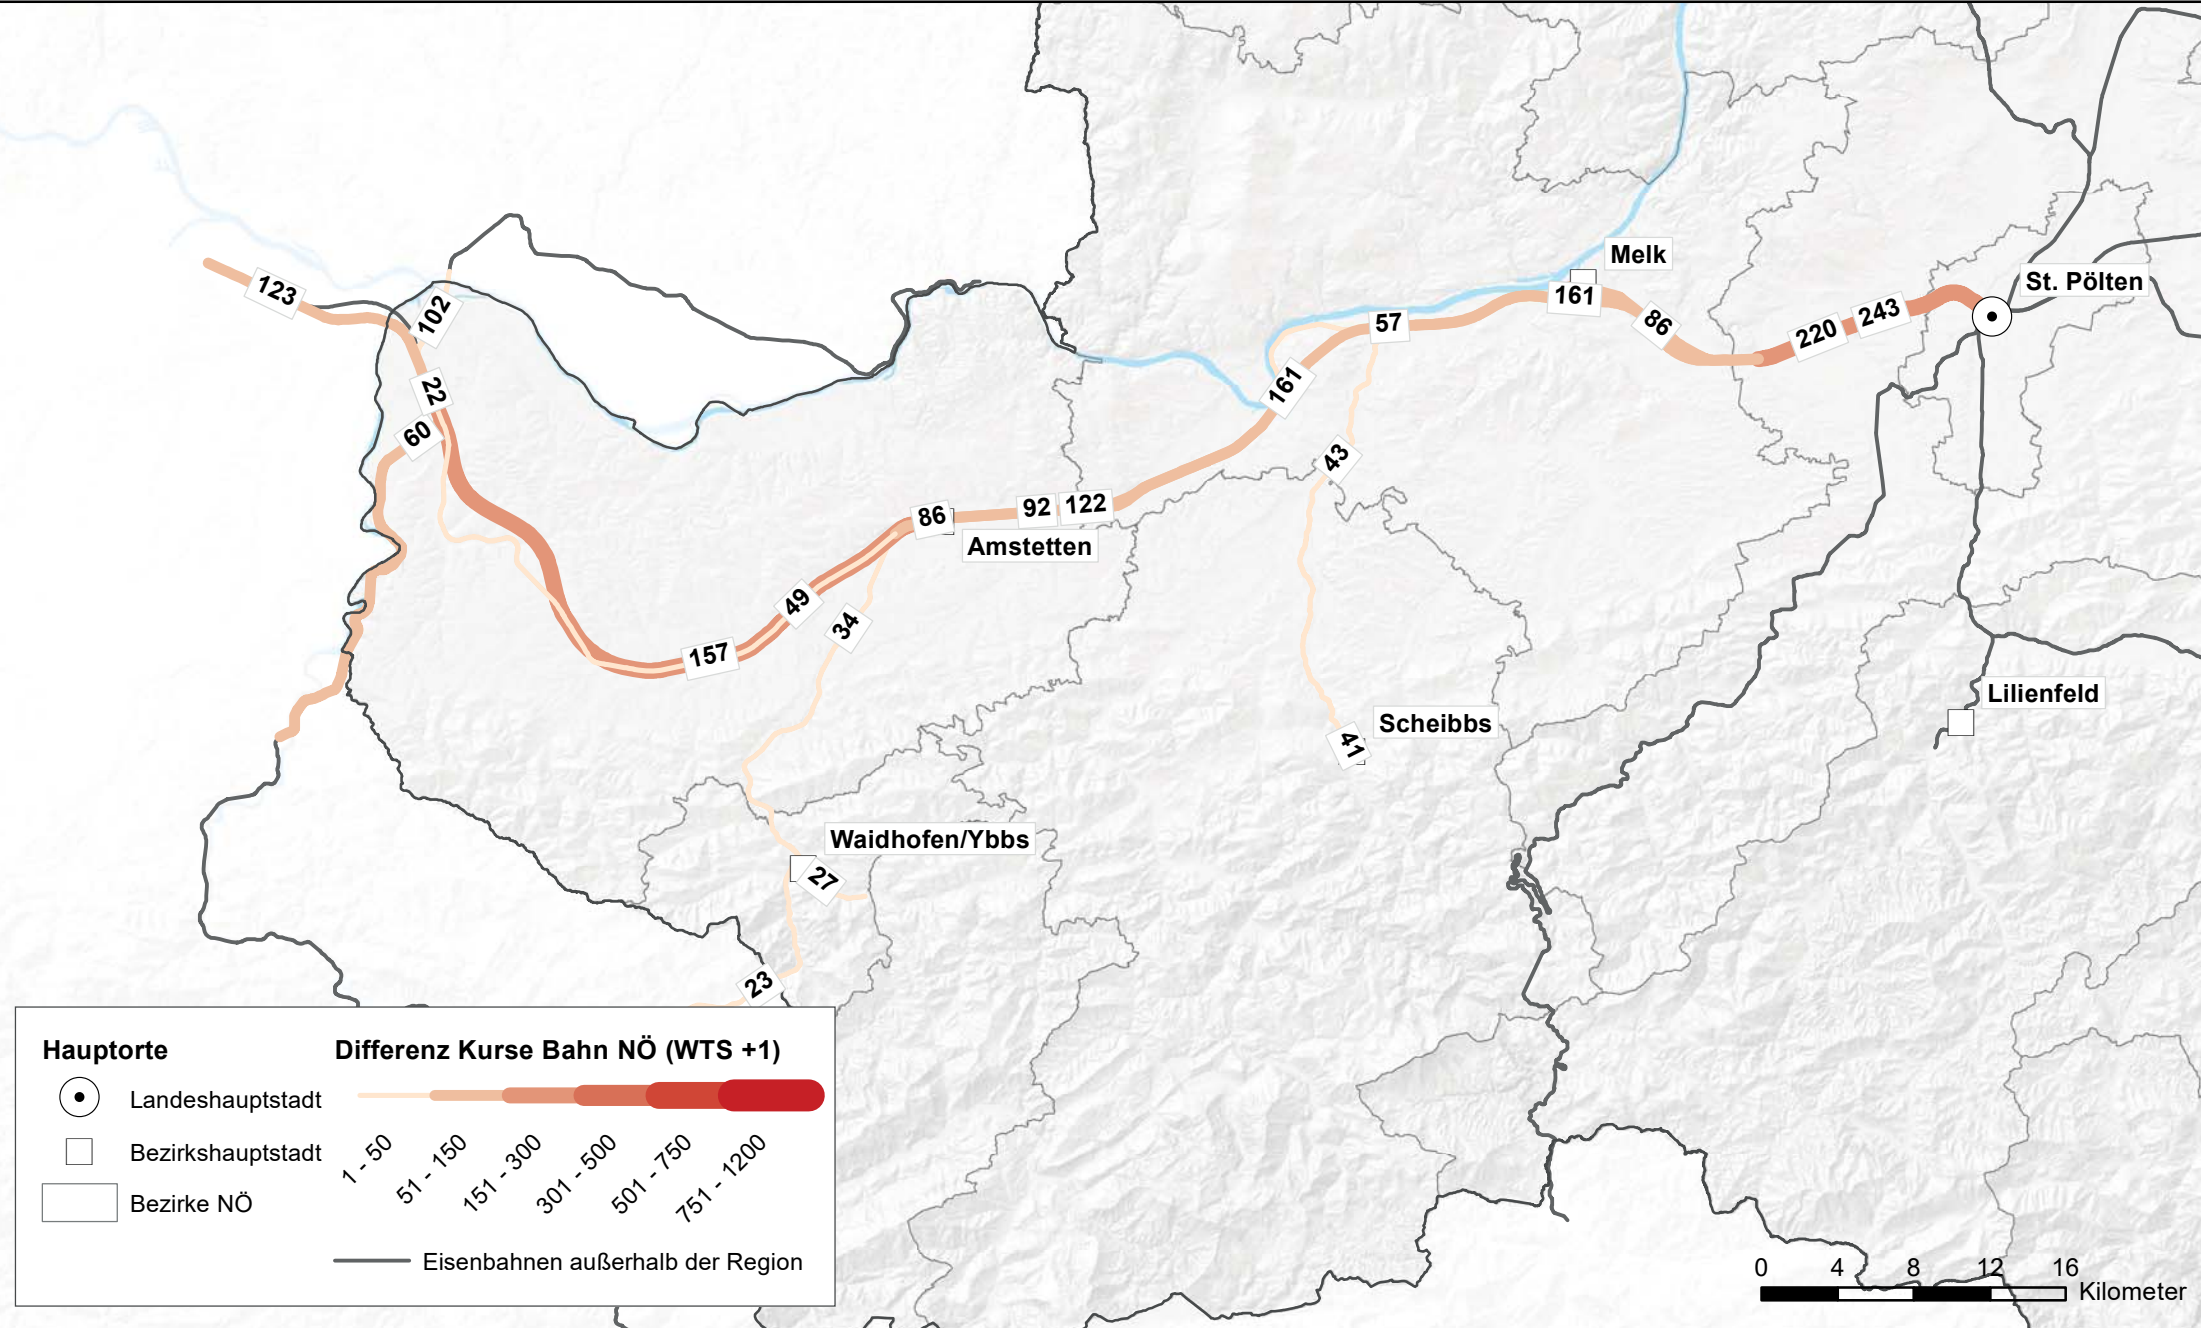 Melk
St. Pölten
123
102
161
57
86
220
243
22
161
60
43
86
92
122
Amstetten
49
34
157
Lilienfeld
Scheibbs
41
Waidhofen/Ybbs
27
23
Hauptorte
Landeshauptstadt
Bezirkshauptstadt
Bezirke NÖ
Differenz Kurse Bahn NÖ (WTS +1)
1 - 50
51 - 150
151 - 300
301 - 500
501 - 750
751 - 1200
Eisenbahnen außerhalb der Region
0 4 8 12 16
Kilometer